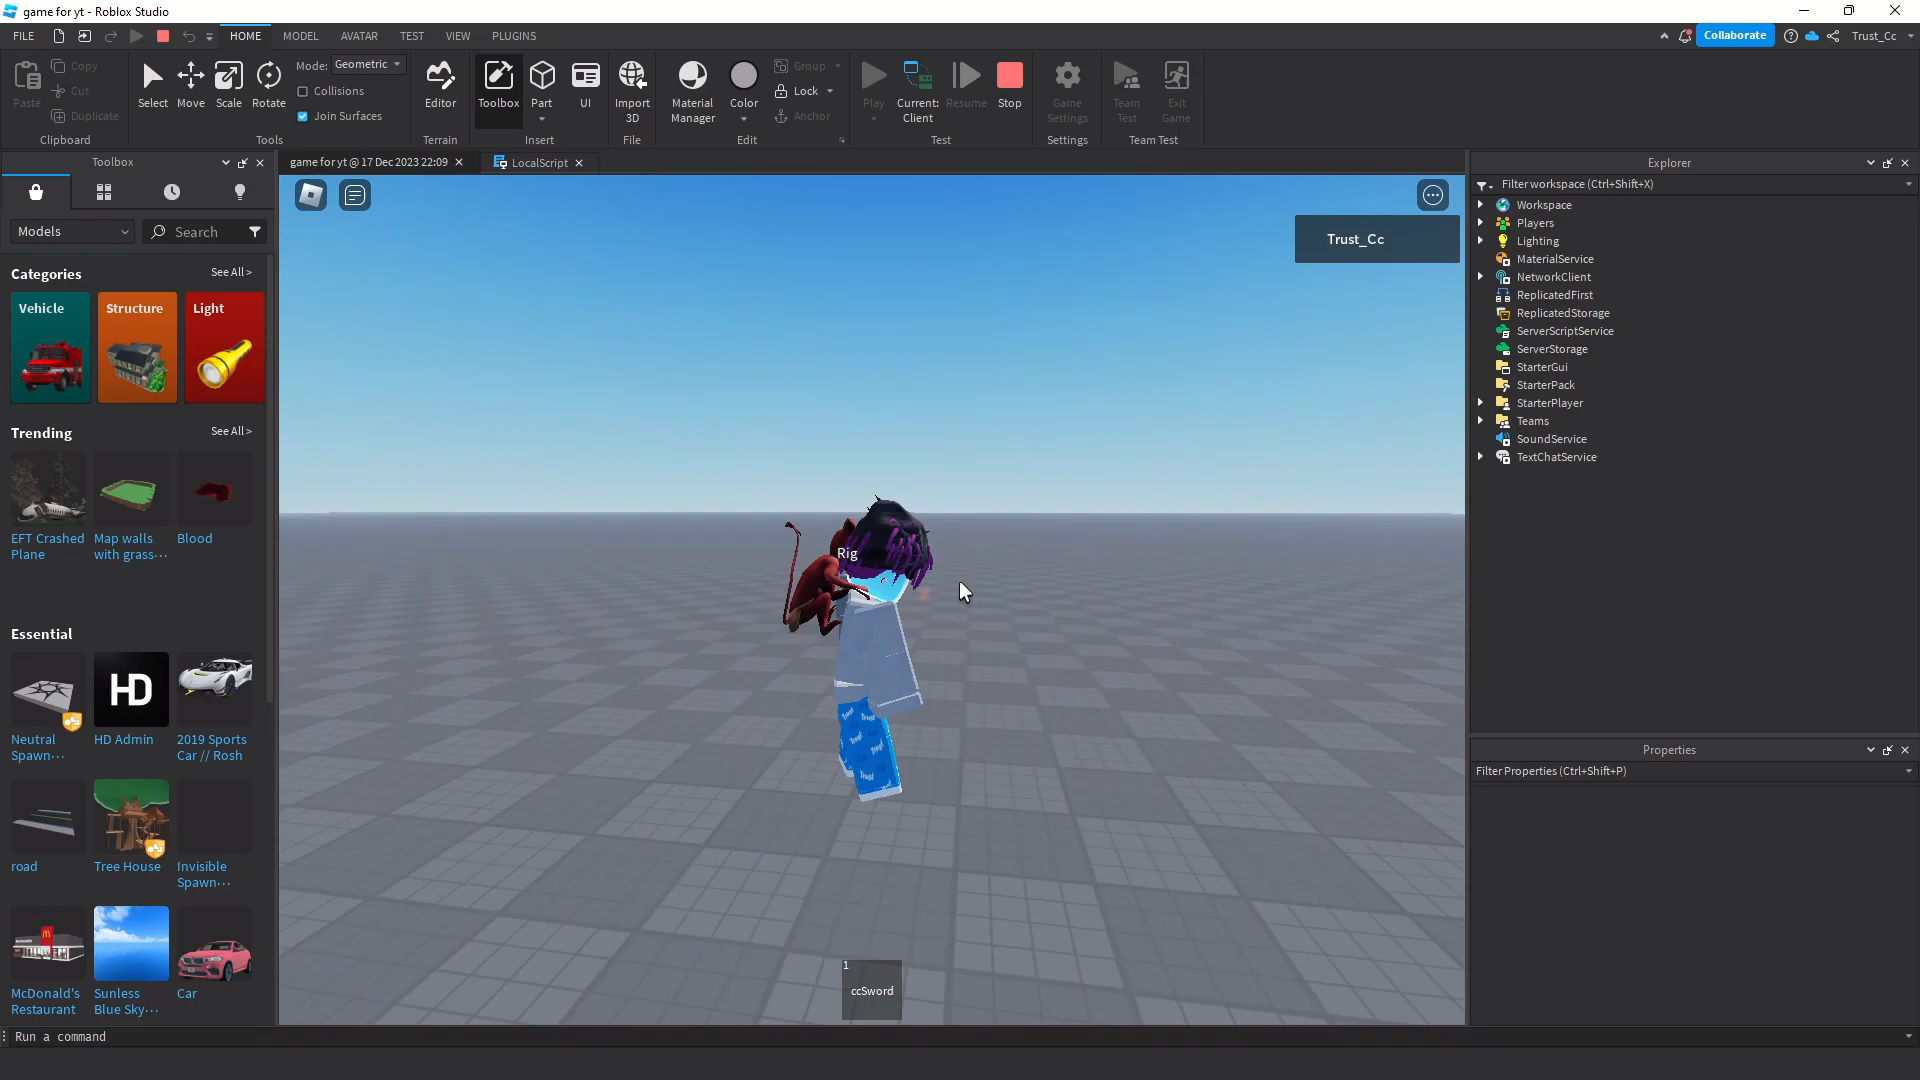 game for yt - Roblox Studio
FILE
HOME
MODEL
AVATAR
TEST
VIEW
PLUGINS
Collaborate
Trust_Cc
Paste
Copy
Cut
Duplicate
Clipboard
Select
Move
Scale
Rotate
Mode: Geometric
Collisions
Join Surfaces
Tools
Editor
Terrain
Toolbox
Part
UI
Insert
Import
3D
File
Material
Manager
Color
Group
Lock
Anchor
Edit
Play
Current:
Client
Resume
Stop
Test
Game
Settings
Settings
Team
Test
Exit
Game
Team Test
Toolbox
game for yt @ 17 Dec 2023 22:09
LocalScript
Models
Search
Categories
See All >
Vehicle
Structure
Light
Trending
See All >
EFT Crashed
Plane
Map walls
with grass...
Blood
Essential
HD
Neutral
Spawn...
HD Admin
2019 Sports
Car // Rosh
road
Tree House
Invisible
Spawn...
McDonald's
Restaurant
Sunless
Blue Sky...
Car
Trust_Cc
Rig
Trust
Trust
Trust
Trust
Trust
1
ccSword
Explorer
Filter workspace (Ctrl+Shift+X)
Workspace
Players
Lighting
MaterialService
NetworkClient
ReplicatedFirst
ReplicatedStorage
ServerScriptService
ServerStorage
StarterGui
StarterPack
StarterPlayer
Teams
SoundService
TextChatService
Properties
Filter Properties (Ctrl+Shift+P)
Run a command